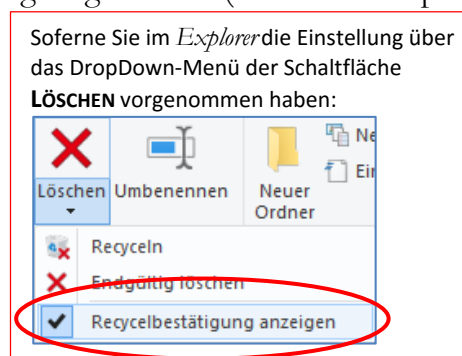 Soferne Sie im Explorer die Einstellung über
das DropDown-Menü der Schaltfläche
LÖSCHEN vorgenommen haben:
Löschen Umbenennen Neuer
Ordner
Recyceln
Endgültig löschen
Recycelbestätigung anzeigen